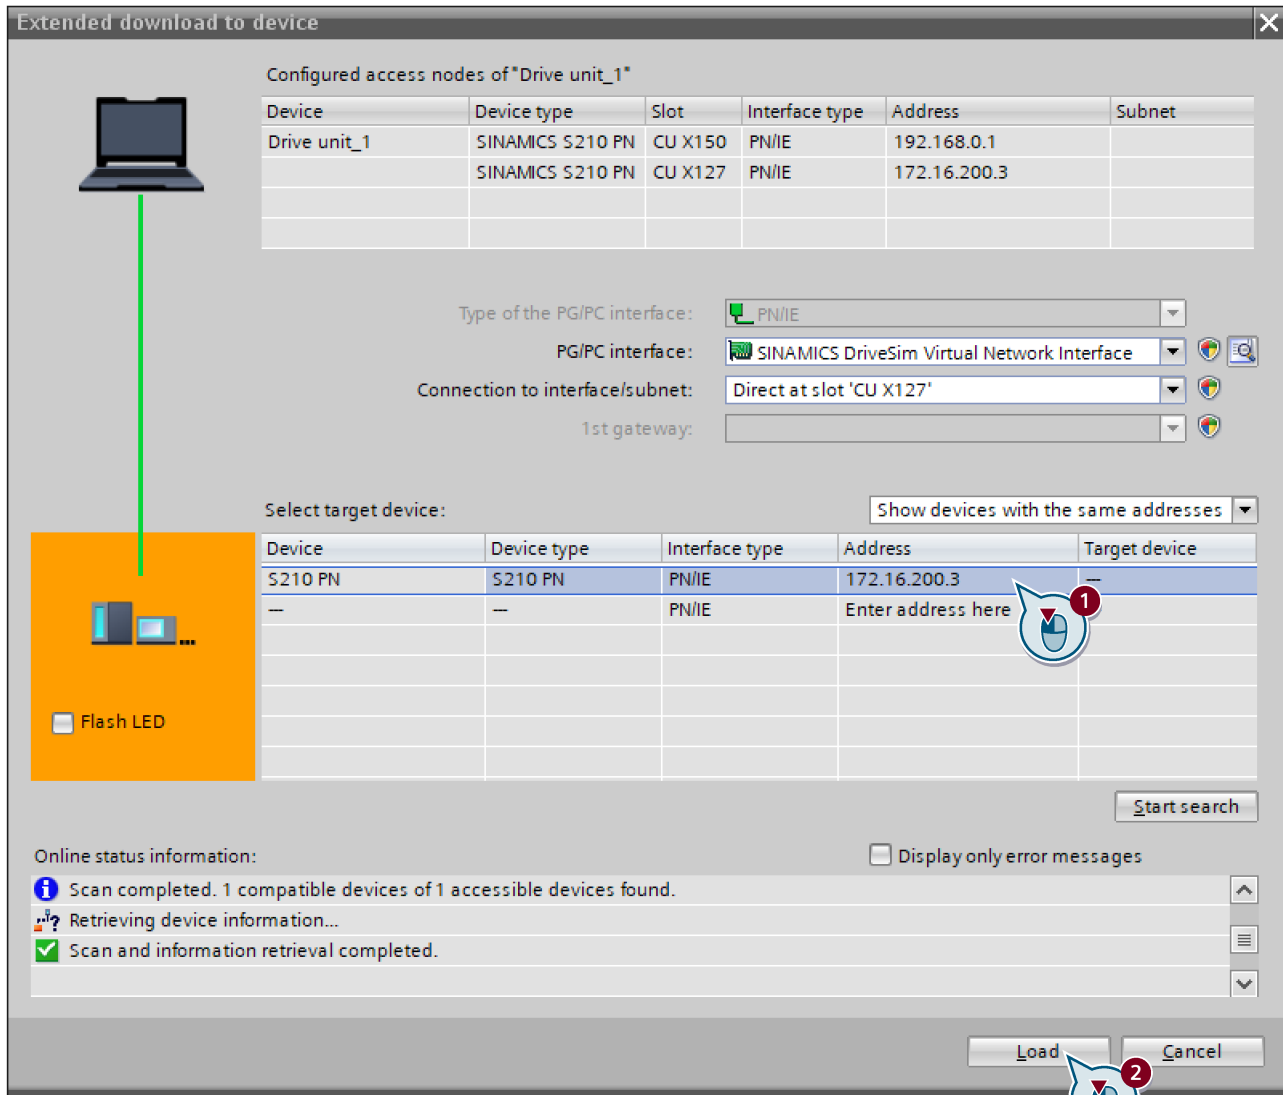 Extended download to device
Configured access nodes of "Drive unit_1"
Device Device type Slot Interface type Address Subnet
Drive unit_1 SINAMICS S210 PN CU X150 PN/IE 192.168.0.1
SINAMICS S210 PN CU X127 PN/IE 172.16.200.3
Type of the PG/PC interface: PN/IE
PG/PC interface: SINAMICS DriveSim Virtual Network Interface
Connection to interface/subnet: Direct at slot 'CU X127'
1st gateway:
Select target device: Show devices with the same addresses
Device Device type Interface type Address Target device
S210 PN S210 PN PN/IE 172.16.200.3 —
— — PN/IE Enter address here
1
Flash LED
Start search
Online status information: Display only error messages
Scan completed. 1 compatible devices of 1 accessible devices found.
Retrieving device information...
Scan and information retrieval completed.
Load Cancel
2